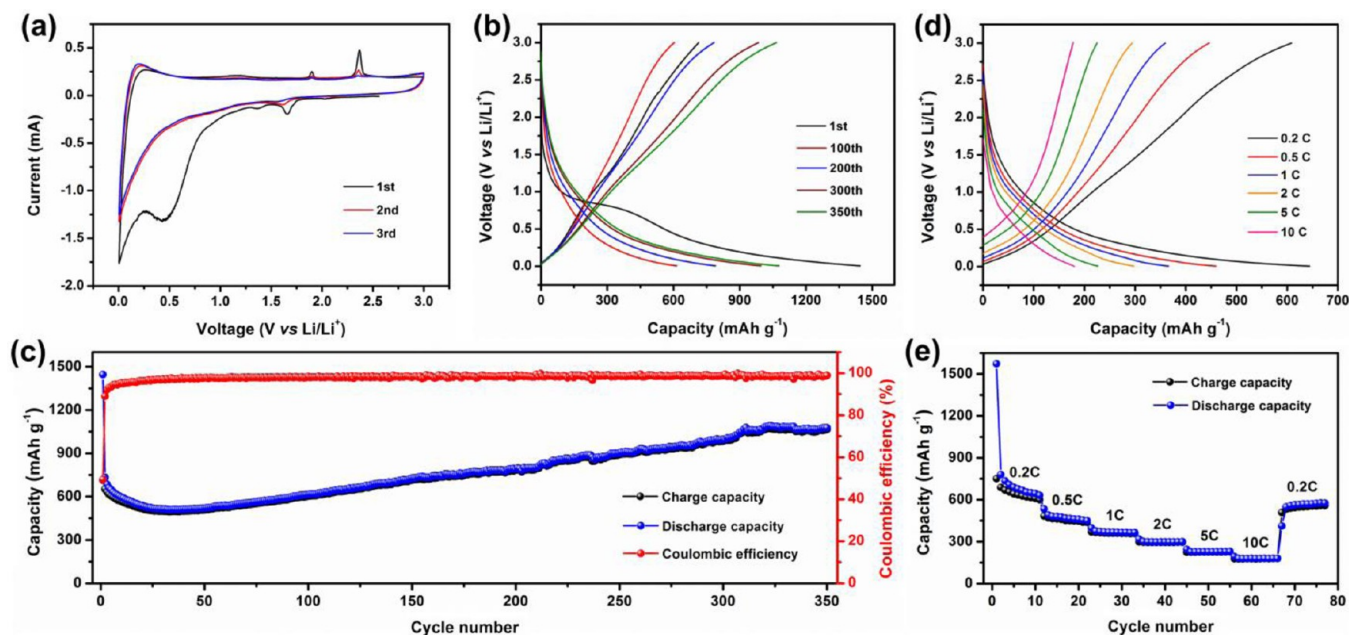 (a)
0.5
0.0
-0.5
-1.0
-1.5
-2.0
Current (mA)
1st
2nd
3rd
0.0 0.5 1.0 1.5 2.0 2.5 3.0
Voltage (V vs Li/Li⁺)
(b)
3.0
2.5
2.0
1.5
1.0
0.5
0.0
Voltage (V vs Li/Li⁺)
1st
100th
200th
300th
350th
0 300 600 900 1200 1500
Capacity (mAh g⁻¹)
(d)
3.0
2.5
2.0
1.5
1.0
0.5
0.0
Voltage (V vs Li/Li⁺)
0.2 C
0.5 C
1 C
2 C
5 C
10 C
0 100 200 300 400 500 600 700
Capacity (mAh g⁻¹)
(c)
1500
1200
900
600
300
0
Capacity (mAh g⁻¹)
Charge capacity
Discharge capacity
Coulombic efficiency
100
80
60
40
20
0
Coulombic efficiency (%)
0 50 100 150 200 250 300 350
Cycle number
(e)
1500
1200
900
600
300
0
Capacity (mAh g⁻¹)
Charge capacity
Discharge capacity
0.2C
0.5C
1C
2C
5C
10C
0.2C
0 10 20 30 40 50 60 70 80
Cycle number